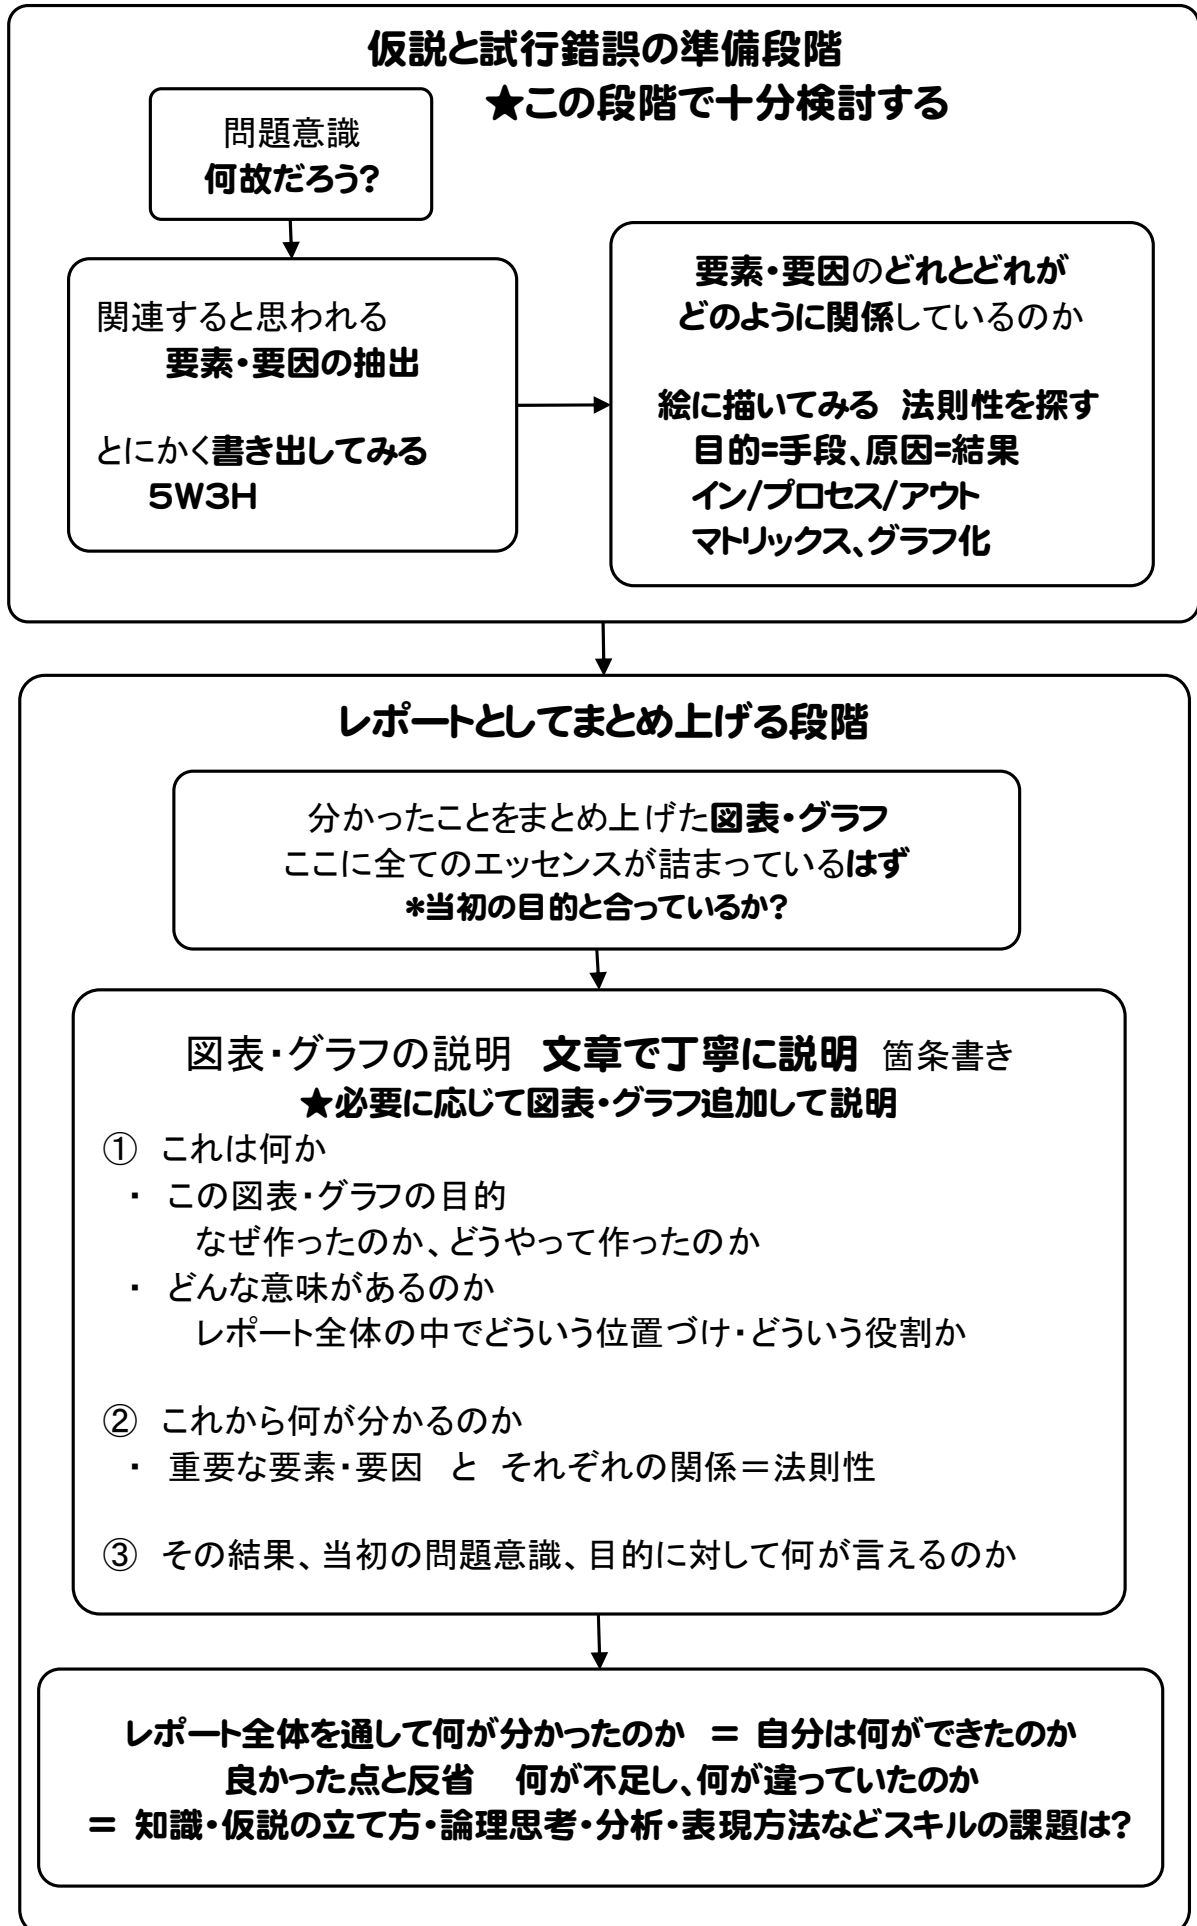 仮説と試行錯誤の準備段階
★この段階で十分検討する
問題意識
何故だろう?
関連すると思われる
要素・要因の抽出
とにかく書き出してみる
5W3H
要素・要因のどれとどれが
どのように関係しているのか
絵に描いてみる 法則性を探す
目的=手段、原因=結果
イン/プロセス/アウト
マトリックス、グラフ化
レポートとしてまとめ上げる段階
分かったことをまとめ上げた図表・グラフ
ここに全てのエッセンスが詰まっているはず
*当初の目的と合っているか?
図表・グラフの説明 文章で丁寧に説明 箇条書き
★必要に応じて図表・グラフ追加して説明
① これは何か
・ この図表・グラフの目的
なぜ作ったのか、どうやって作ったのか
・ どんな意味があるのか
レポート全体の中でどういう位置づけ・どういう役割か
② これから何が分かるのか
・ 重要な要素・要因 と それぞれの関係＝法則性
③ その結果、当初の問題意識、目的に対して何が言えるのか
レポート全体を通して何が分かったのか ＝ 自分は何ができたのか
良かった点と反省 何が不足し、何が違っていたのか
＝ 知識・仮説の立て方・論理思考・分析・表現方法などスキルの課題は?